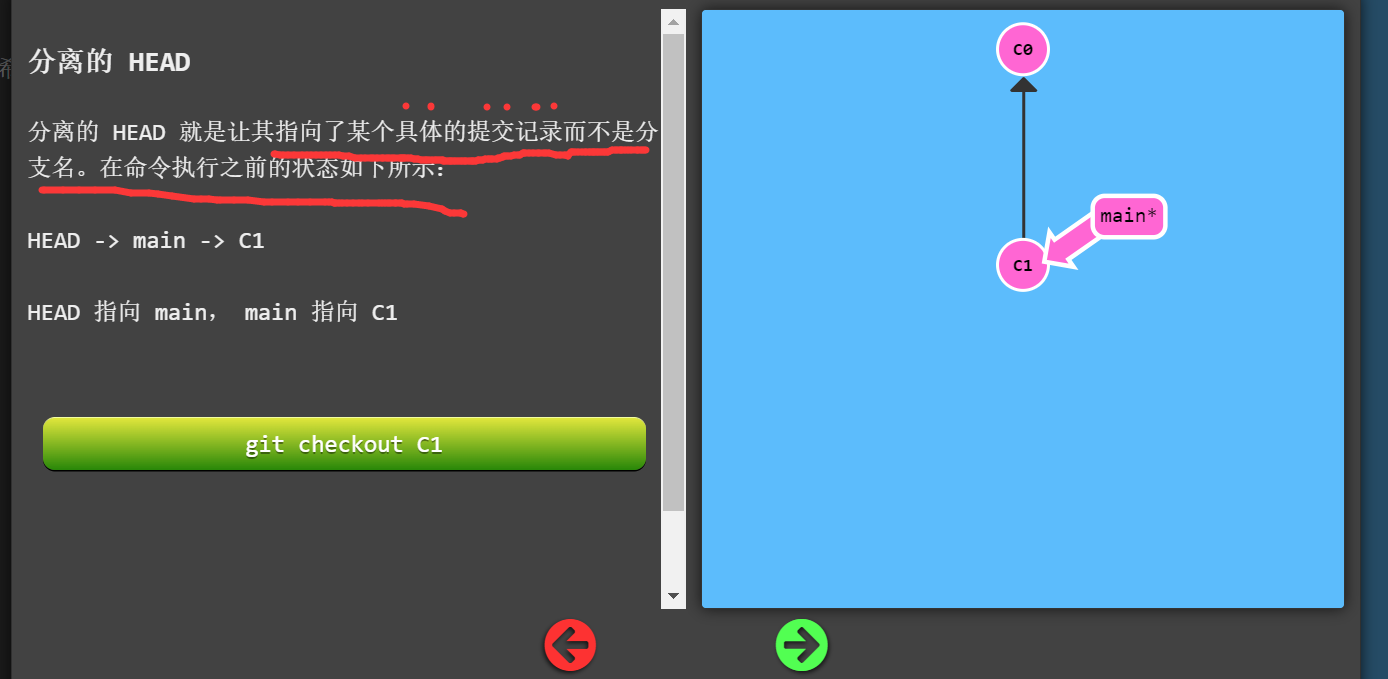 分离的 HEAD
分离的 HEAD 就是让其指向了某个具体的提交记录而不是分
支名。在命令执行之前的状态如下所示：
HEAD -> main -> C1
HEAD 指向 main， main 指向 C1
git checkout C1
C0
main*
C1